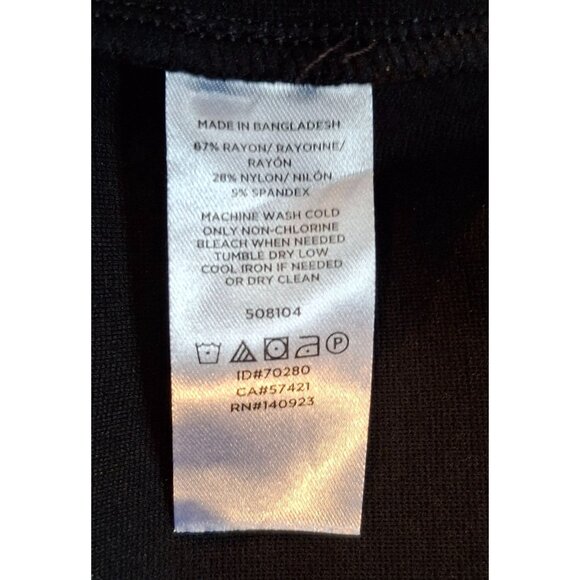 MADE IN BANGLADESH
67% RAYON/ RAYONNE/
RAYÓN
28% NYLON/ NILÓN
5% SPANDEX
MACHINE WASH COLD
ONLY NON-CHLORINE
BLEACH WHEN NEEDED
TUMBLE DRY LOW
COOL IRON IF NEEDED
OR DRY CLEAN
508104
P
ID#70280
CA#57421
RN#140923